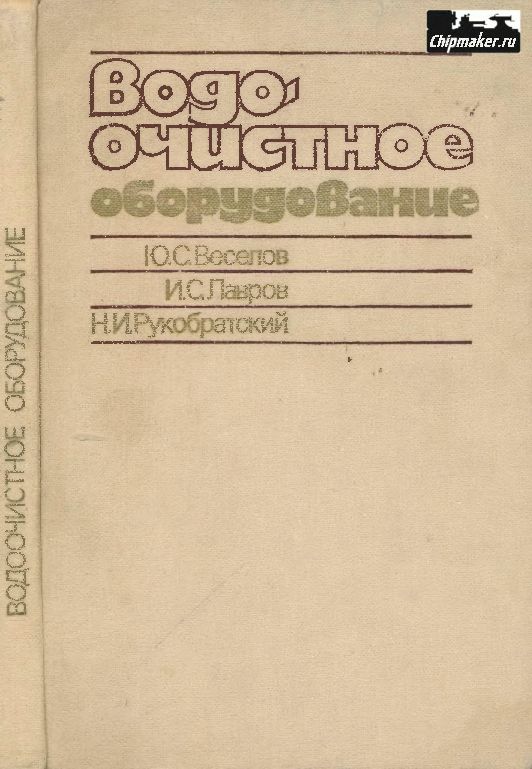 Chipmaker.ru
Водо-
очистное
оборудование
Ю.С.Веселов
И.С.Лавров
Н.И.Рукобратский
ВОДООЧИСТНОЕ ОБОРУДОВАНИЕ